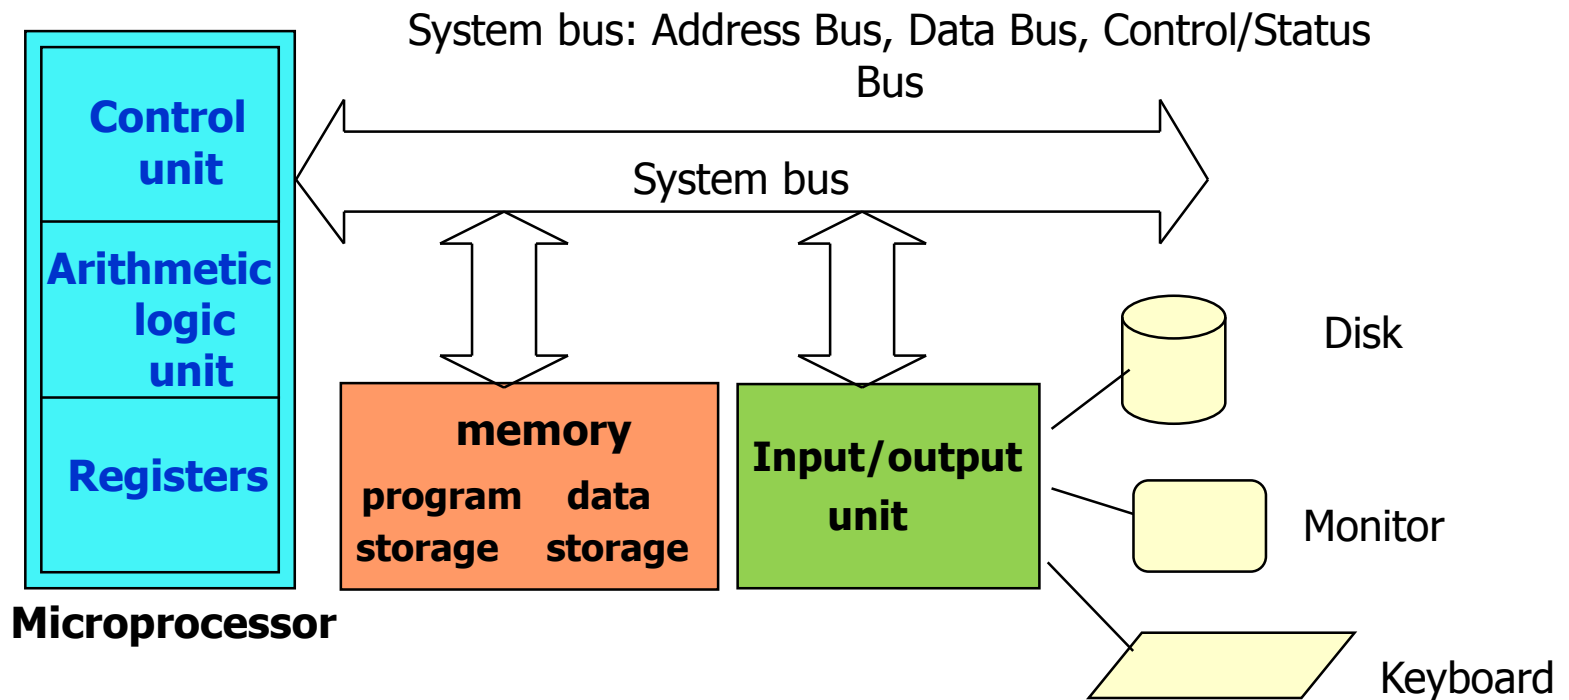 System bus: Address Bus, Data Bus, Control/Status
Bus
Control
unit
System bus
Arithmetic
logic
unit
Registers
Microprocessor
memory
program data
storage storage
Input/output
unit
Disk
Monitor
Keyboard